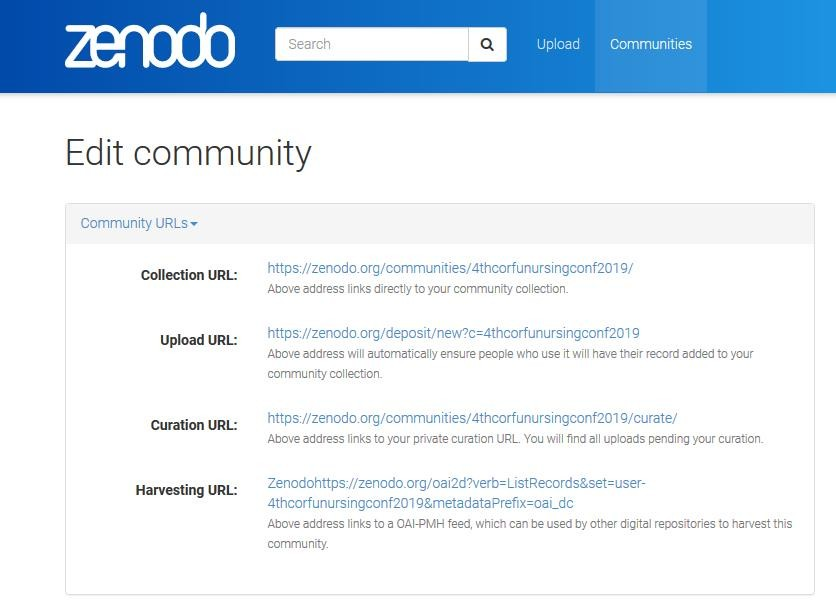 zenodo
Search
Upload
Communities
Edit community
Community URLs
Collection URL:
https://zenodo.org/communities/4thcorfunursingconf2019/
Above address links directly to your community collection.
Upload URL:
https://zenodo.org/deposit/new?c=4thcorfunursingconf2019
Above address will automatically ensure people who use it will have their record added to your
community collection.
Curation URL:
https://zenodo.org/communities/4thcorfunursingconf2019/curate/
Above address links to your private curation URL. You will find all uploads pending your curation.
Harvesting URL:
Zenodohttps://zenodo.org/oai2d?verb=ListRecords&set=user-
4thcorfunursingconf2019&metadataPrefix=oai_dc
Above address links to a OAI-PMH feed, which can be used by other digital repositories to harvest this
community.